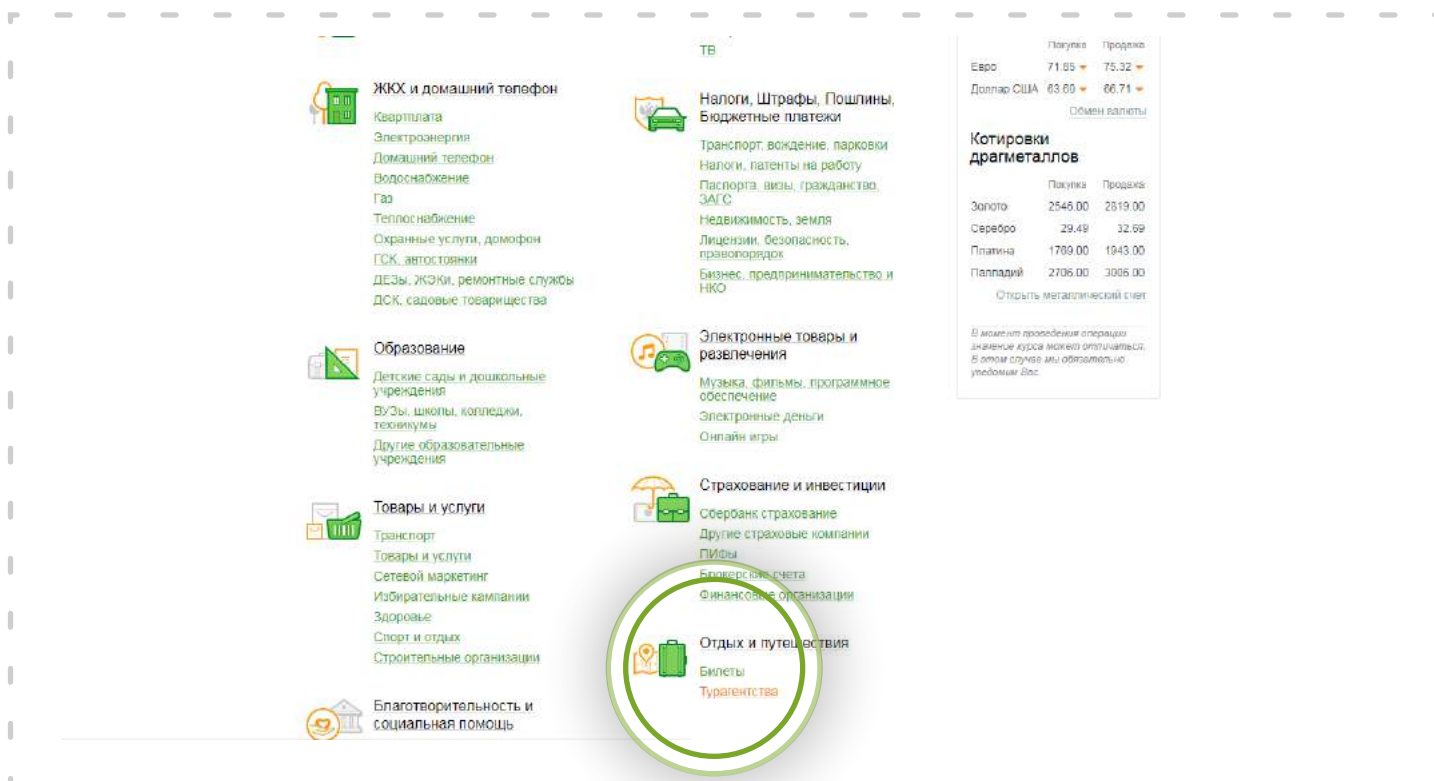 ЖКХ и домашний телефон
Квартплата
Электроэнергия
Домашний телефон
Водоснабжение
Газ
Теплоснабжение
Охранные услуги, домофон
ГСК, автостоянки
ДЕЗы, ЖЭКи, ремонтные службы
ДСК, садовые товарищества
Образование
Детские сады и дошкольные
учреждения
ВУЗы, школы, колледжи,
техникумы
Другие образовательные
учреждения
Товары и услуги
Транспорт
Товары и услуги
Сетевой маркетинг
Избирательные кампании
Здоровье
Спорт и отдых
Строительные организации
Благотворительность и
социальная помощь
ТВ
Налоги, Штрафы, Пошлины,
Бюджетные платежи
Транспорт, вождение, парковки
Налоги, патенты на работу
Паспорта, визы, гражданство,
ЗАГС
Недвижимость, земля
Лицензии, безопасность,
правопорядок
Бизнес, предпринимательство и
НКО
Электронные товары и
развлечения
Музыка, фильмы, программное
обеспечение
Электронные деньги
Онлайн игры
Страхование и инвестиции
Сбербанк страхование
Другие страховые компании
ПИФы
Брокерские счета
Финансовые организации
Отдых и путешествия
Билеты
Турагентства
Покупка Продажа
Евро 71.85 75.32
Доллар США 63.69 66.71
Обмен валюты
Котировки
драгметаллов
Покупка Продажа
Золото 2546.00 2819.00
Серебро 29.49 32.69
Платина 1769.00 1943.00
Палладий 2706.00 3006.00
Открыть металлический счет
В момент проведения операции
значение курса может отличаться.
В этом случае мы обязательно
уведомим Вас.